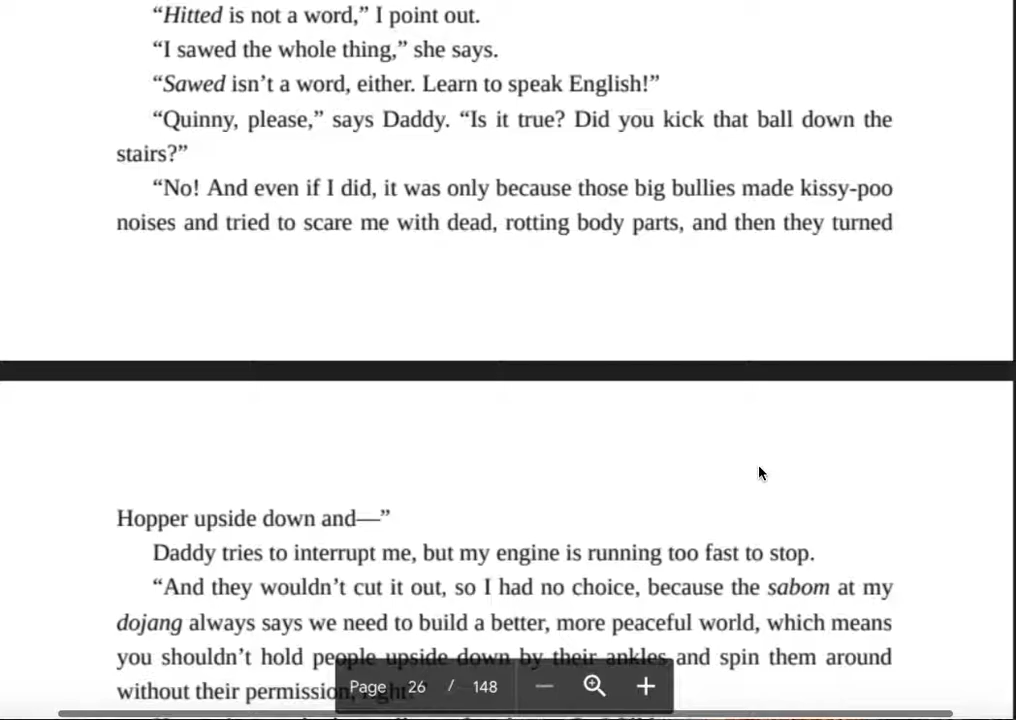 “Hitted is not a word,” I point out.
“I sawed the whole thing,” she says.
“Sawed isn’t a word, either. Learn to speak English!”
“Quinny, please,” says Daddy. “Is it true? Did you kick that ball down the
stairs?”
“No! And even if I did, it was only because those big bullies made kissy-poo
noises and tried to scare me with dead, rotting body parts, and then they turned
Hopper upside down and—”
Daddy tries to interrupt me, but my engine is running too fast to stop.
“And they wouldn’t cut it out, so I had no choice, because the sabom at my
dojang always says we need to build a better, more peaceful world, which means
you shouldn’t hold people upside down by their ankles and spin them around
without their permission, right?”
Page 26 / 148